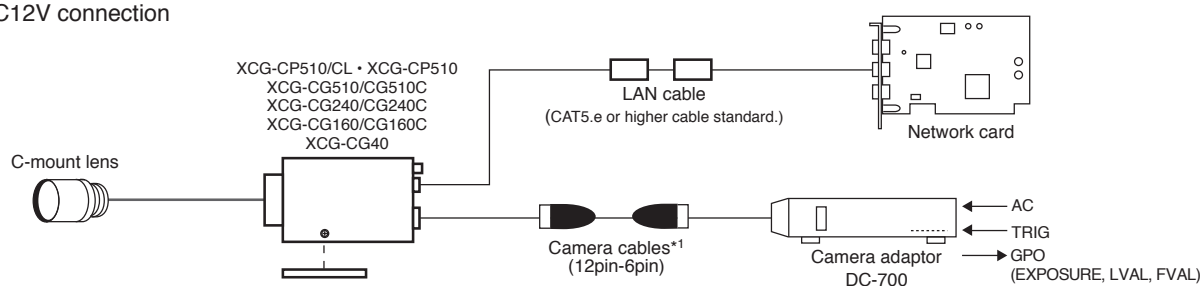 C12V connection
XCG-CP510/CL・XCG-CP510
XCG-CG510/CG510C
XCG-CG240/CG240C
XCG-CG160/CG160C
XCG-CG40
C-mount lens
LAN cable
(CAT5.e or higher cable standard.)
Network card
Camera cables*1
(12pin-6pin)
Camera adaptor
DC-700
AC
TRIG
GPO
(EXPOSURE, LVAL, FVAL)